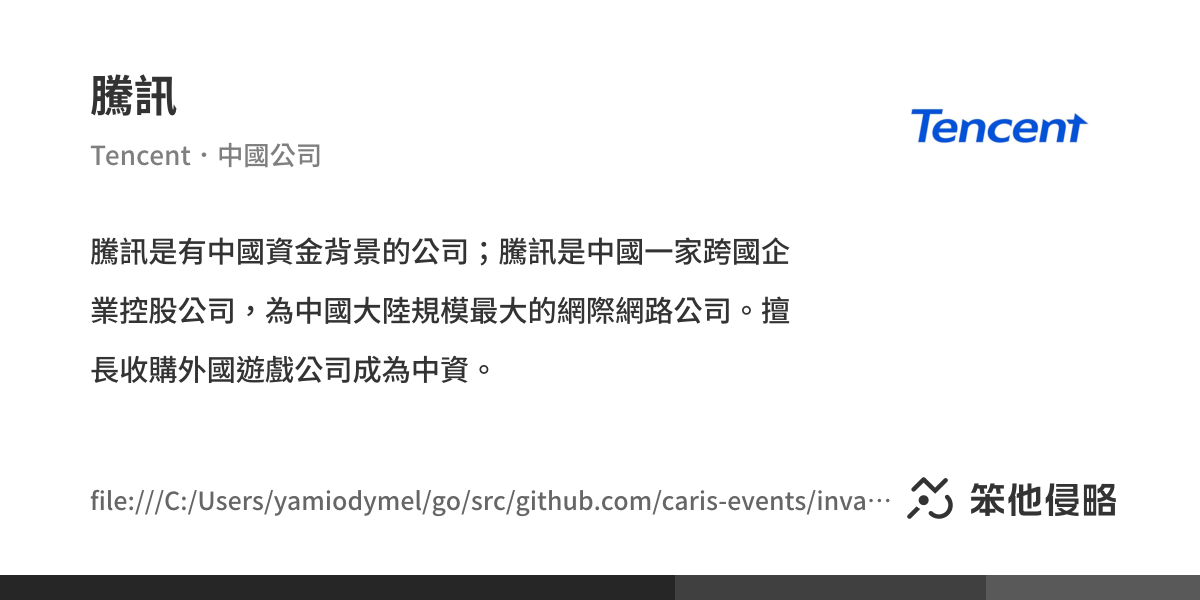 騰訊
Tencent・中國公司
Tencent
騰訊是有中國資金背景的公司；騰訊是中國一家跨國企
業控股公司，為中國大陸規模最大的網際網路公司。擅
長收購外國遊戲公司成為中資。
file:///C:/Users/yamiodymel/go/src/github.com/caris-events/inva…
笨他侵略